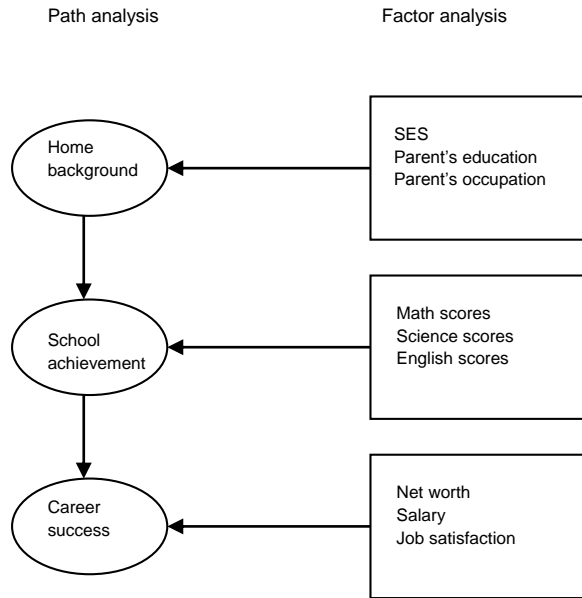 Path analysis
Factor analysis
Home
background
SES
Parent’s education
Parent’s occupation
School
achievement
Math scores
Science scores
English scores
Career
success
Net worth
Salary
Job satisfaction